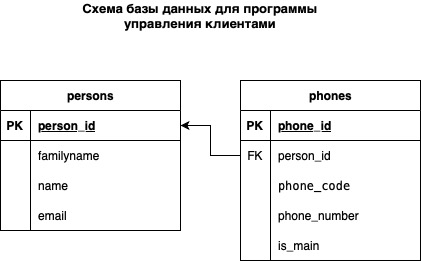 Схема базы данных для программы
управления клиентами
persons
PK person_id
familyname
name
email
phones
PK phone_id
FK person_id
phone_code
phone_number
is_main